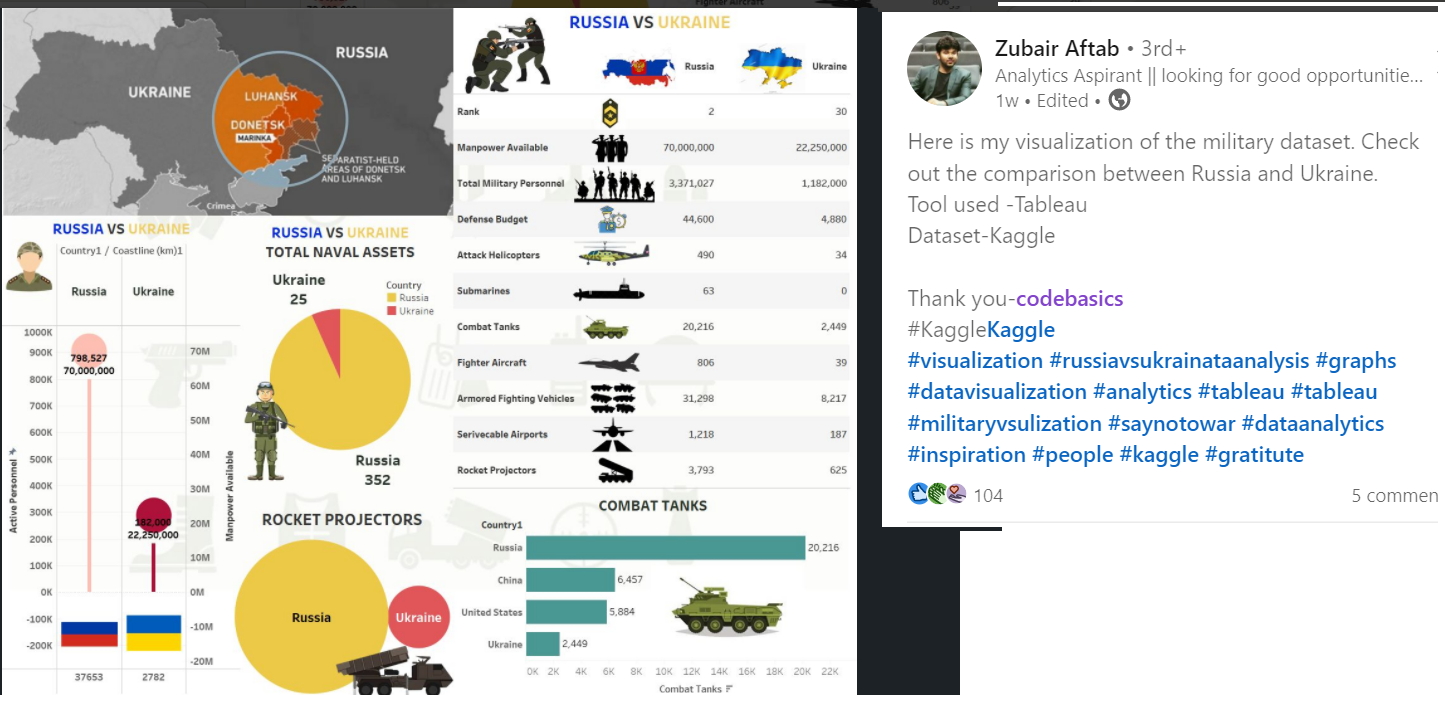 Fighter Aircraft
RUSSIA
UKRAINE
LUHANSK
DONETSK
MARINKA
SEPARATIST-HELD
AREAS OF DONETSK
AND LUHANSK
Crimea
RUSSIA VS UKRAINE
Country1 / Coastline (km)1
Russia Ukraine
1000K
900K
800K
700K
600K
500K
400K
300K
200K
100K
0K
-100K
-200K
Active Personnel
798,527
70,000,000
182,000
22,250,000
70M
60M
50M
40M
30M
20M
10M
0M
-10M
-20M
Manpower Available
37653 2782
RUSSIA VS UKRAINE
TOTAL NAVAL ASSETS
Ukraine
25
Country
Russia
Ukraine
Russia
352
ROCKET PROJECTORS
Russia
Ukraine
RUSSIA VS UKRAINE
Russia Ukraine
Rank 2 30
Manpower Available 70,000,000 22,250,000
Total Military Personnel 3,371,027 1,182,000
Defense Budget 44,600 4,880
Attack Helicopters 490 34
Submarines 63 0
Combat Tanks 20,216 2,449
Fighter Aircraft 806 39
Armored Fighting Vehicles 31,298 8,217
Serivecable Airports 1,218 187
Rocket Projectors 3,793 625
COMBAT TANKS
Country1
Russia 20,216
China 6,457
United States 5,884
Ukraine 2,449
0K 2K 4K 6K 8K 10K 12K 14K 16K 18K 20K 22K
Combat Tanks
Zubair Aftab • 3rd+
Analytics Aspirant || looking for good opportunitie...
1w • Edited •
Here is my visualization of the military dataset. Check
out the comparison between Russia and Ukraine.
Tool used -Tableau
Dataset-Kaggle
Thank you-codebasics
#KaggleKaggle
#visualization #russiavsukrainataanalysis #graphs
#datavisualization #analytics #tableau #tableau
#militaryvsulization #saynotowar #dataanalytics
#inspiration #people #kaggle #gratitute
104
5 commen